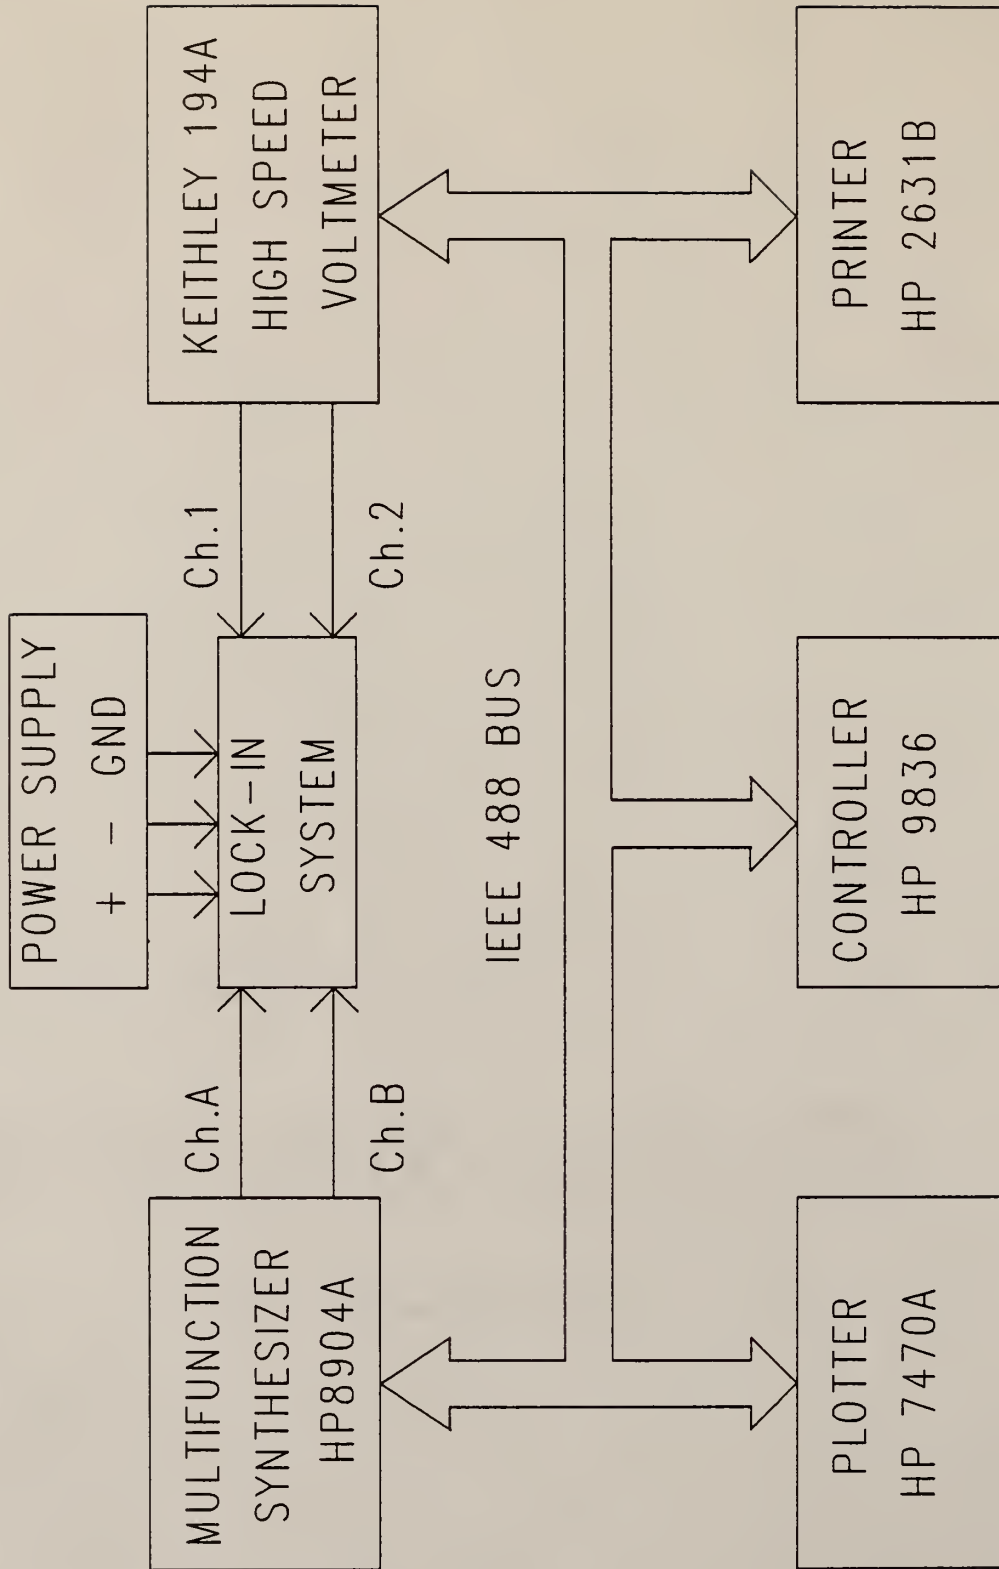 POWER SUPPLY
+ - GND
MULTIFUNCTION
SYNTHESIZER
HP8904A
Ch.A
Ch.B
LOCK-IN
SYSTEM
Ch.1
Ch.2
KEITHLEY 194A
HIGH SPEED
VOLTMETER
IEEE 488 BUS
PLOTTER
HP 7470A
CONTROLLER
HP 9836
PRINTER
HP 2631B